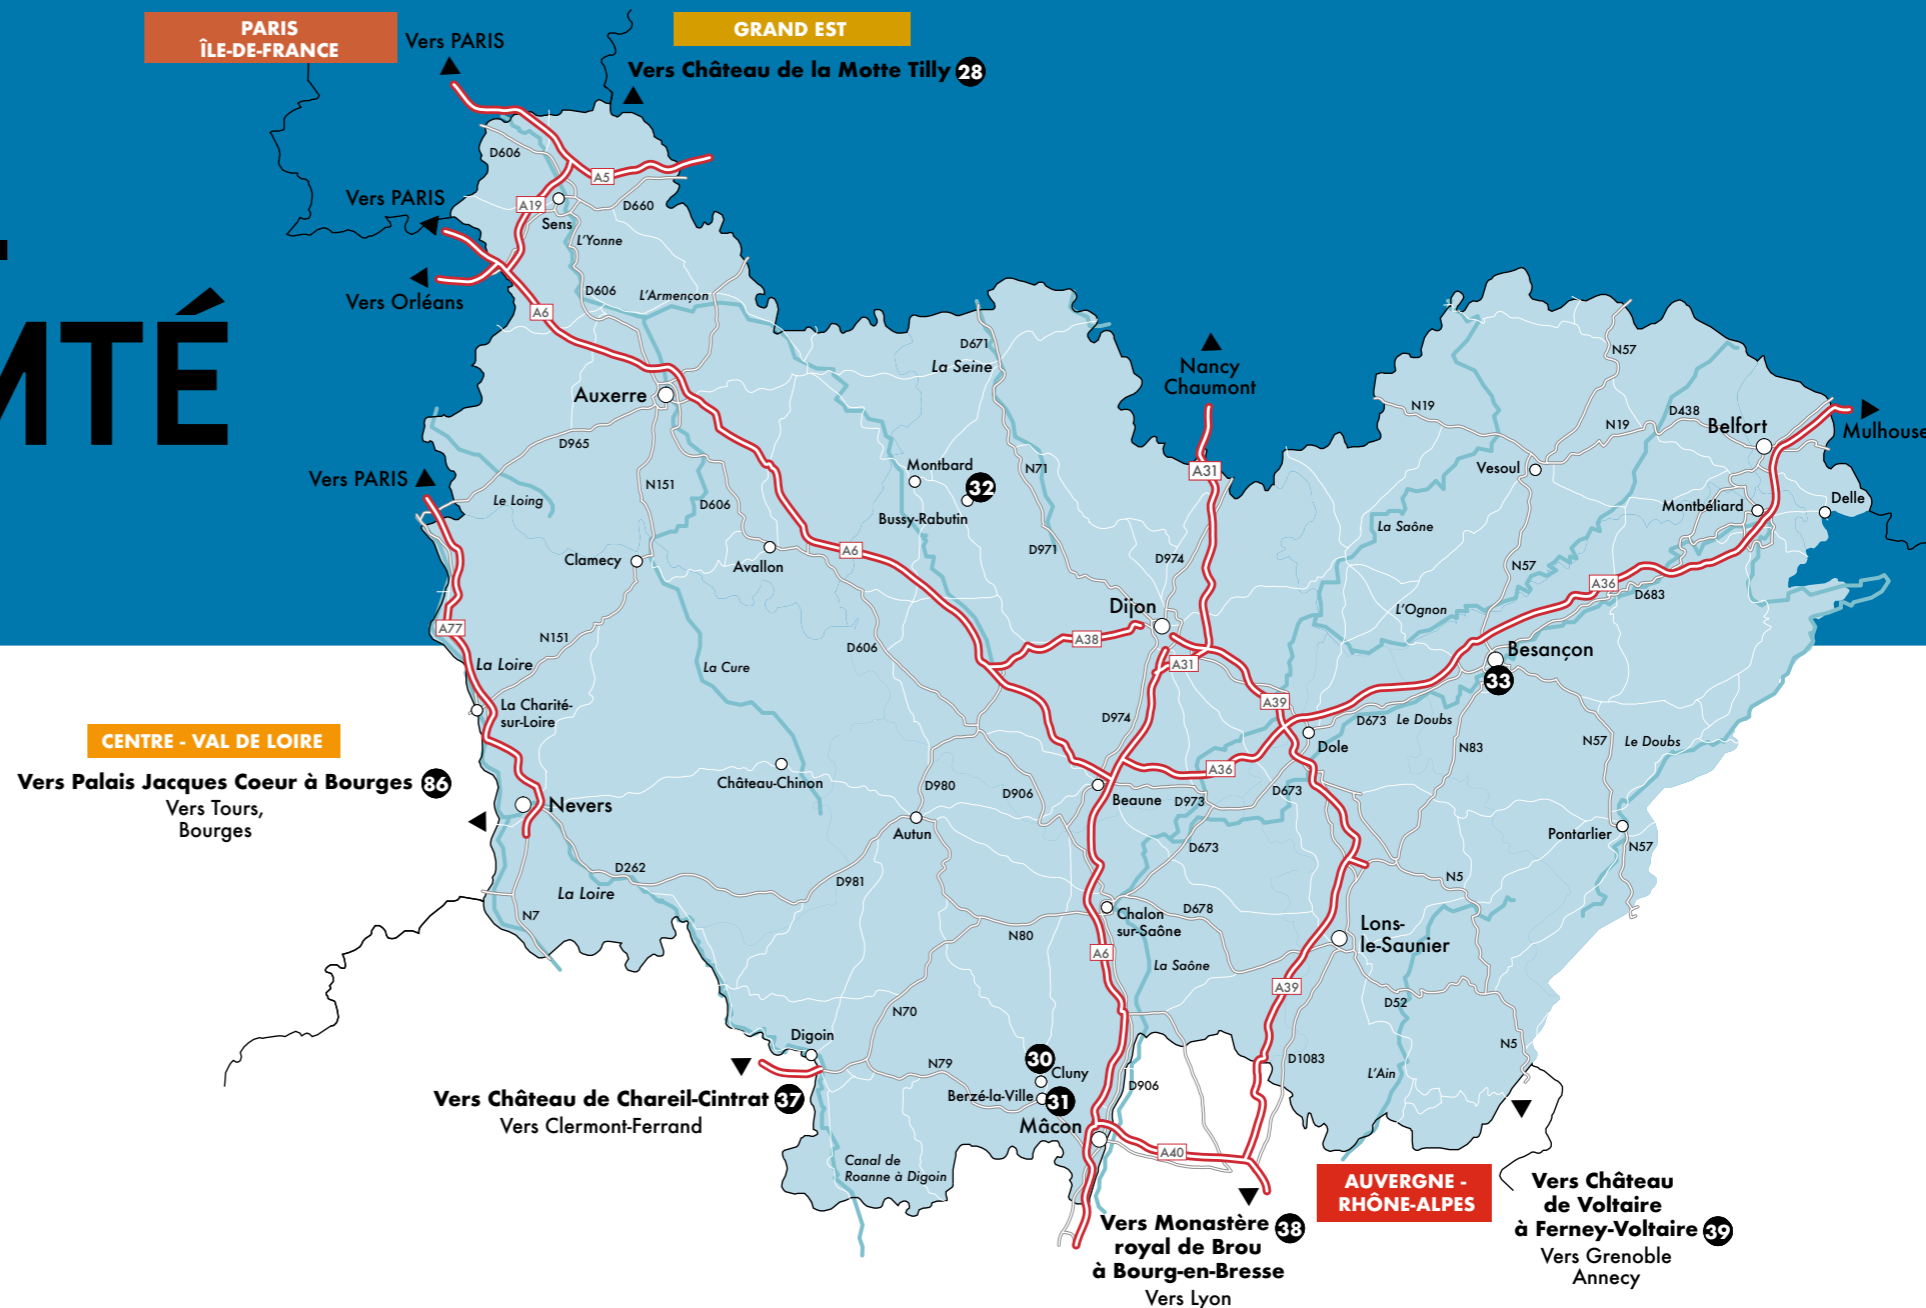 PARIS
ÎLE-DE-FRANCE
Vers PARIS
GRAND EST
Vers Château de la Motte Tilly 28
D606
A5
Vers PARIS
A19
D660
Sens
L'Yonne
Vers Orléans
D606
L'Armençon
A6
MTÉ
D671
La Seine
Nancy
Chaumont
N57
Auxerre
N19
D438
N19
Belfort
Mulhouse
D965
Vers PARIS
Montbard
32
Bussy-Rabutin
N71
A31
Vesoul
Le Loing
N151
D606
Montbéliard
Delle
La Saône
Clamecy
Avallon
A6
D971
D974
N57
A36
D683
Dijon
L'Ognon
A77
N151
D606
A38
La Loire
La Cure
A31
Besançon
33
La Charité-
sur-Loire
D974
A39
D673
Le Doubs
Dole
N83
N57
Le Doubs
CENTRE - VAL DE LOIRE
Vers Palais Jacques Coeur à Bourges 86
Vers Tours,
Bourges
Château-Chinon
D980
D906
A36
Nevers
Beaune
D973
D673
Autun
Pontarlier
N57
D673
D262
D981
La Loire
N5
N7
Chalon
sur-Saône
D678
Lons-
le-Saunier
N80
A6
La Saône
A39
D52
N70
Digoin
N5
D1083
L'Ain
N79
30
Cluny
D906
Vers Château de Chareil-Cintrat 37
Vers Clermont-Ferrand
Berzé-la-Ville
31
Mâcon
A40
Canal de
Roanne à Digoin
AUVERGNE -
RHÔNE-ALPES
Vers Monastère 38
royal de Brou
à Bourg-en-Bresse
Vers Lyon
Vers Château
de Voltaire
à Ferney-Voltaire 39
Vers Grenoble
Annecy